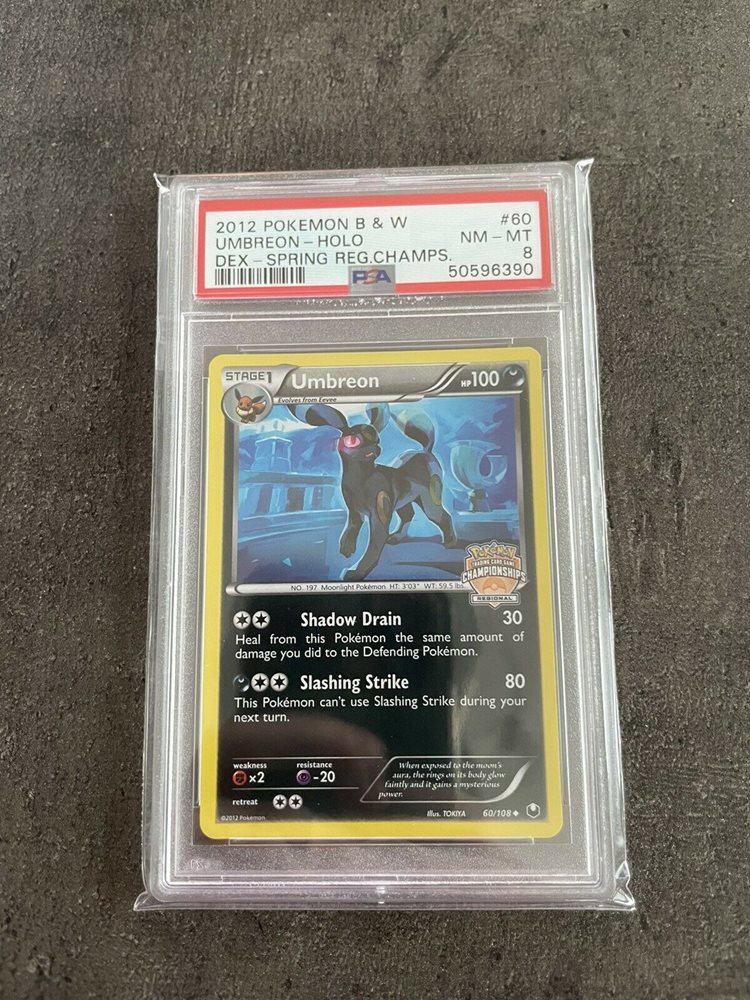 2012 POKEMON B & W #60
UMBREON - HOLO NM - MT
DEX - SPRING REG.CHAMPS. 8
PSA 50596390
STAGE1 Umbreon HP100
Evolves from Eevee
Pokémon
TRADING CARD GAME
CHAMPIONSHIPS
REGIONAL
NO. 197 Moonlight Pokémon HT: 3'03" WT: 59.5 lbs.
Shadow Drain 30
Heal from this Pokémon the same amount of
damage you did to the Defending Pokémon.
Slashing Strike 80
This Pokémon can't use Slashing Strike during your
next turn.
weakness resistance
×2 -20
retreat
When exposed to the moon's
aura, the rings on its body glow
faintly and it gains a mysterious
power.
Illus. TOKIYA 60/108
©2012 Pokémon